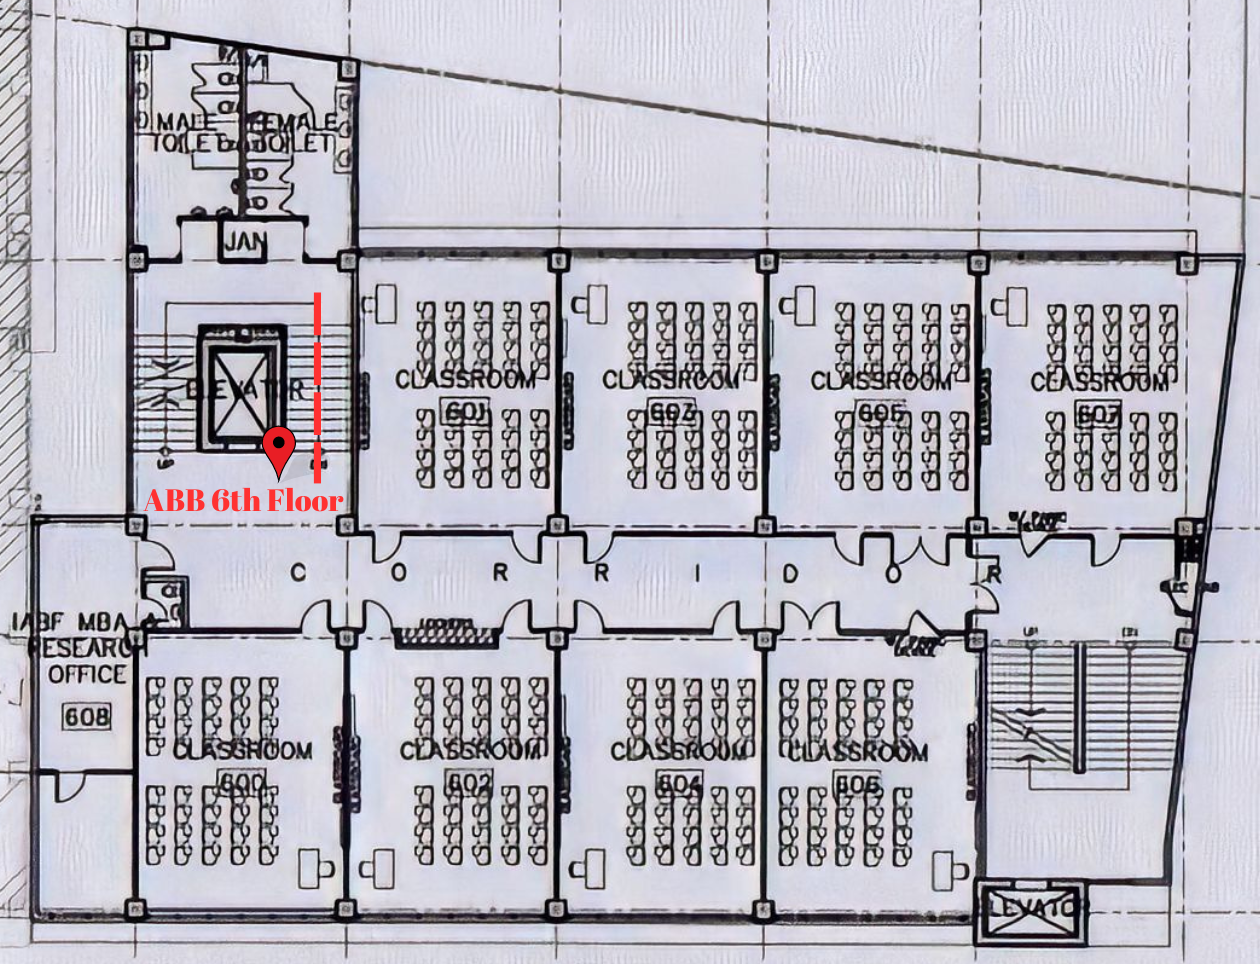 MALE
TOILET
FEMALE
TOILET
JAN
ELEVATOR
ABB 6th Floor
CLASSROOM
601
CLASSROOM
603
CLASSROOM
605
CLASSROOM
607
CORRIDOR
IABF MBA
RESEARCH
OFFICE
608
CLASSROOM
600
CLASSROOM
602
CLASSROOM
604
CLASSROOM
606
ELEVATOR